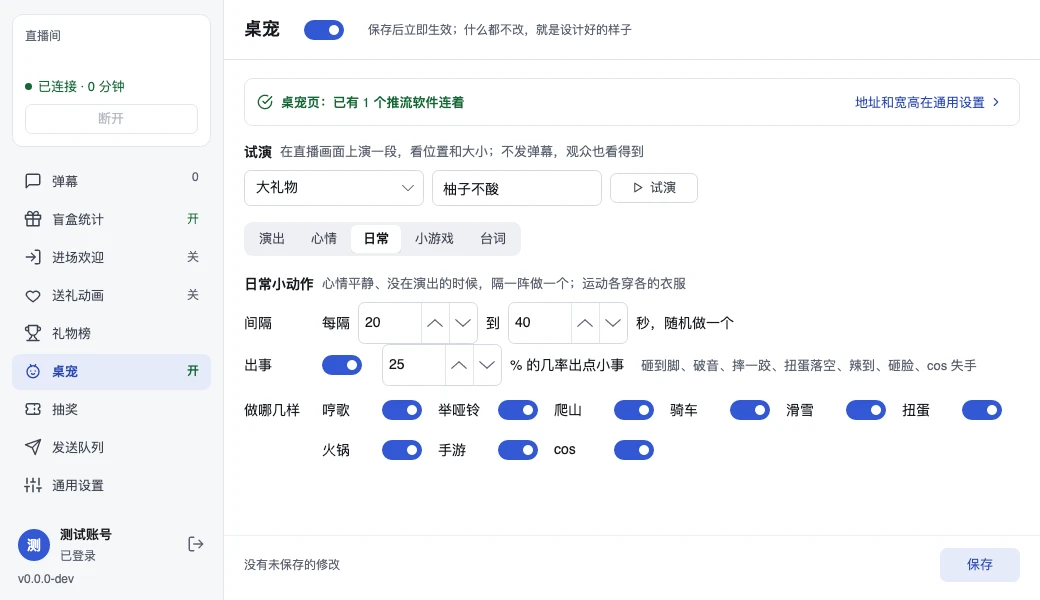 直播间
已连接 · 0 分钟
断开
弹幕 0
盲盒统计 开
进场欢迎 关
送礼动画 关
礼物榜
桌宠 开
抽奖
发送队列
通用设置
测 测试账号
已登录
v0.0.0-dev
桌宠 保存后立即生效；什么都不改，就是设计好的样子
桌宠页：已有 1 个推流软件连着 地址和宽高在通用设置
试演 在直播画面上演一段，看位置和大小；不发弹幕，观众也看得到
大礼物 柚子不酸 试演
演出 心情 日常 小游戏 台词
日常小动作 心情平静、没在演出的时候，隔一阵做一个；运动各穿各的衣服
间隔 每隔 20 到 40 秒，随机做一个
出事 25 % 的几率出点小事 砸到脚、破音、摔一跤、扭蛋落空、辣到、砸脸、cos 失手
做哪几样 哼歌 举哑铃 爬山 骑车 滑雪 扭蛋
火锅 手游 cos
没有未保存的修改 保存